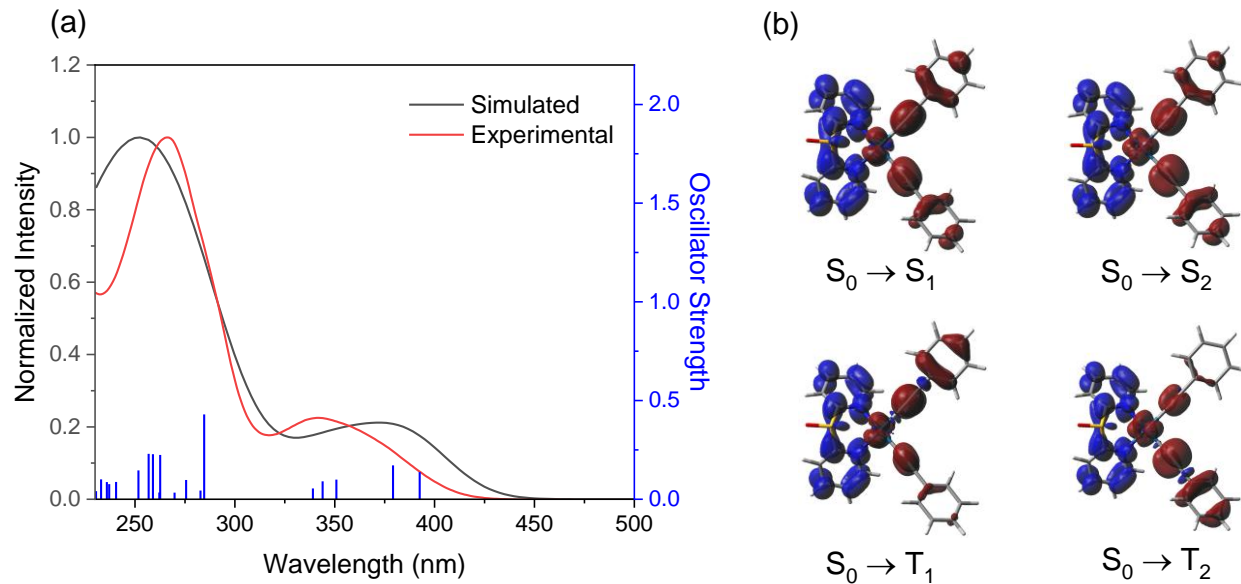 (a)
1.2
1.0
0.8
0.6
0.4
0.2
0.0
Normalized Intensity
Simulated
Experimental
2.0
1.5
1.0
0.5
0.0
Oscillator Strength
250
300
350
400
450
500
Wavelength (nm)
(b)
S₀ → S₁
S₀ → S₂
S₀ → T₁
S₀ → T₂